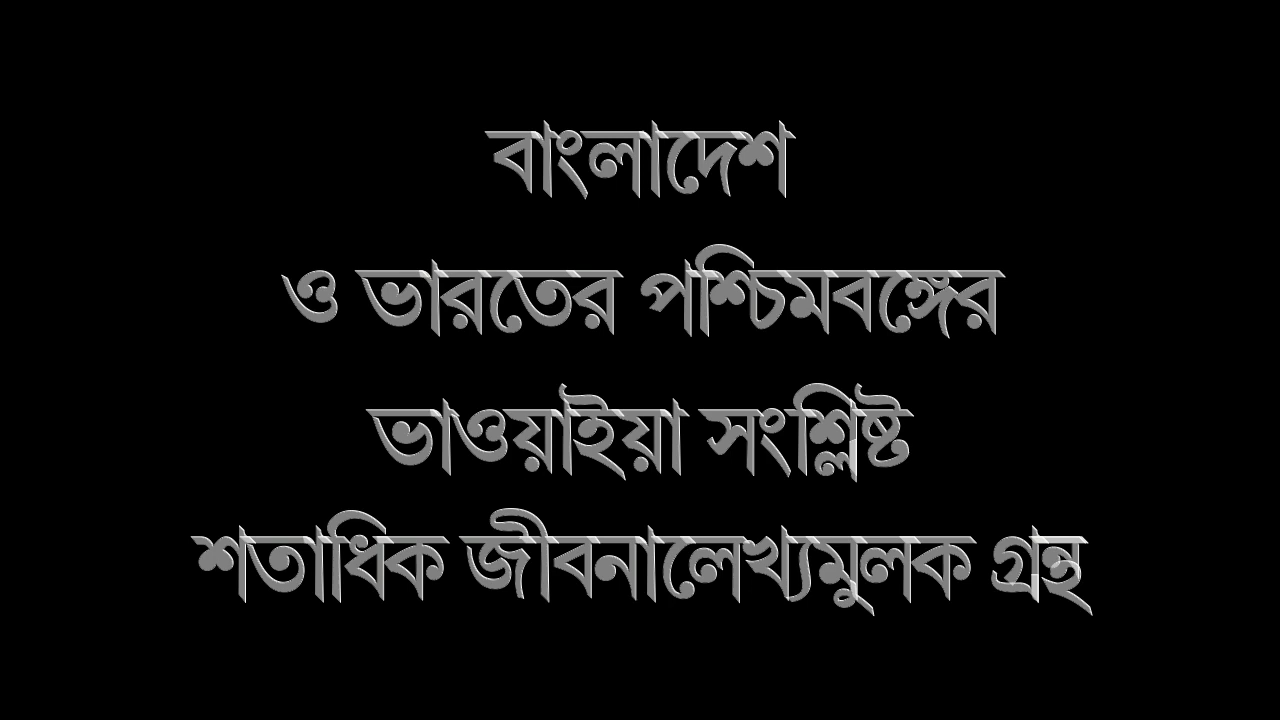 বাংলাদেশ
ও ভারতের পশ্চিমবঙ্গের
ভাওয়াইয়া সংশ্লিষ্ট
শতাধিক জীবনালেখ্যমুলক গ্রন্থ